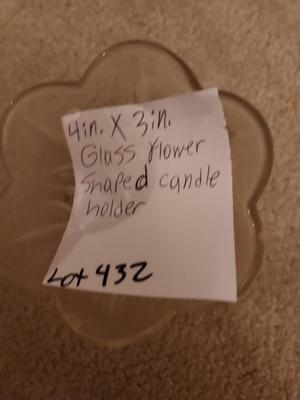 4in. X 3in.
Glass flower
shaped candle
holder
Lot 432